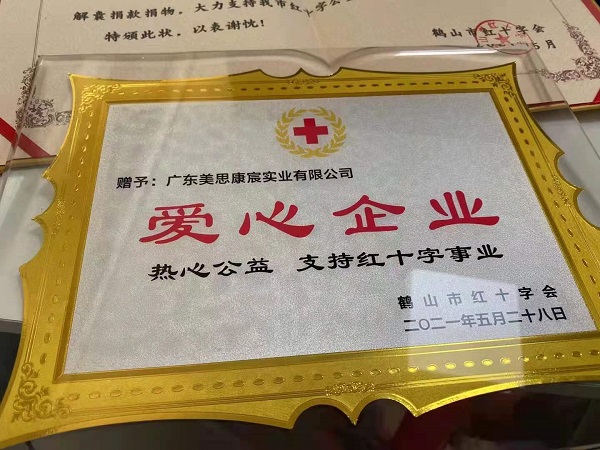 解囊捐款捐物，大力支持我市红十字公
特颁此状，以表谢忱！
鹤山市红十字会
5月
赠予：广东美思康宸实业有限公司
爱心企业
热心公益 支持红十字事业
鹤山市红十字会
二〇二一年五月二十八日